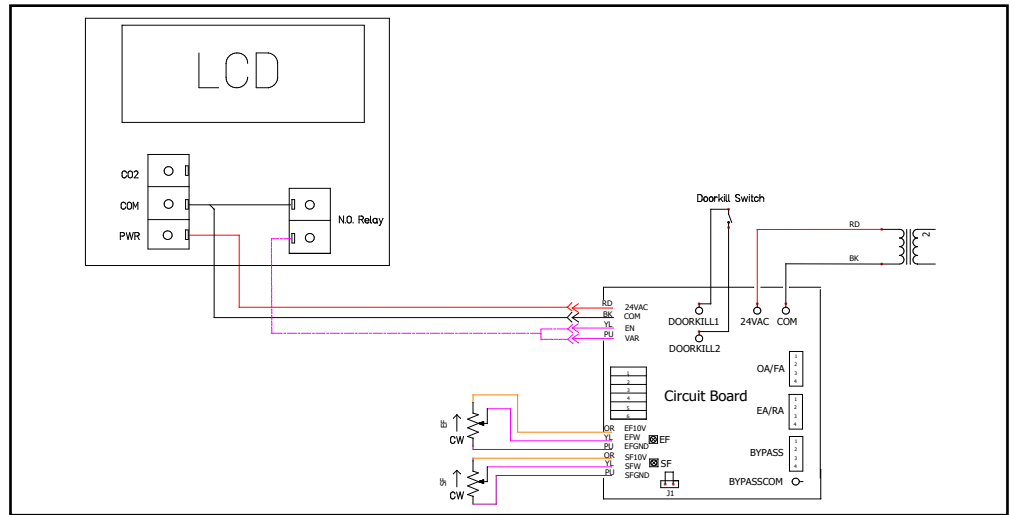 LCD
CO2
COM
PWR
N.O. Relay
Doorkill Switch
RD
BK
2
RD
BK
YL
PU
24VAC
COM
EN
VAR
DOORKILL1
DOORKILL2
24VAC
COM
1
2
3
4
5
6
Circuit Board
OA/FA
1
2
3
4
EA/RA
1
2
3
4
BYPASS
1
2
3
4
BYPASSCOM
EF
CW
OR
YL
PU
EF10V
EFW
EFGND
EF
SF
CW
OR
YL
PU
SF10V
SFW
SFGND
SF
J1